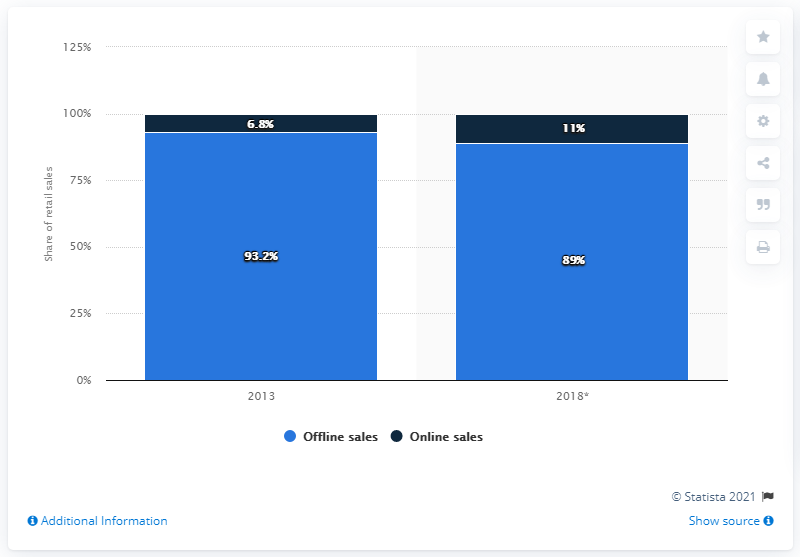 125%
100%
75%
50%
25%
0%
Share of retail sales
6.8%
11%
93.2%
89%
2013
2018*
Offline sales
Online sales
© Statista 2021
Additional Information
Show source